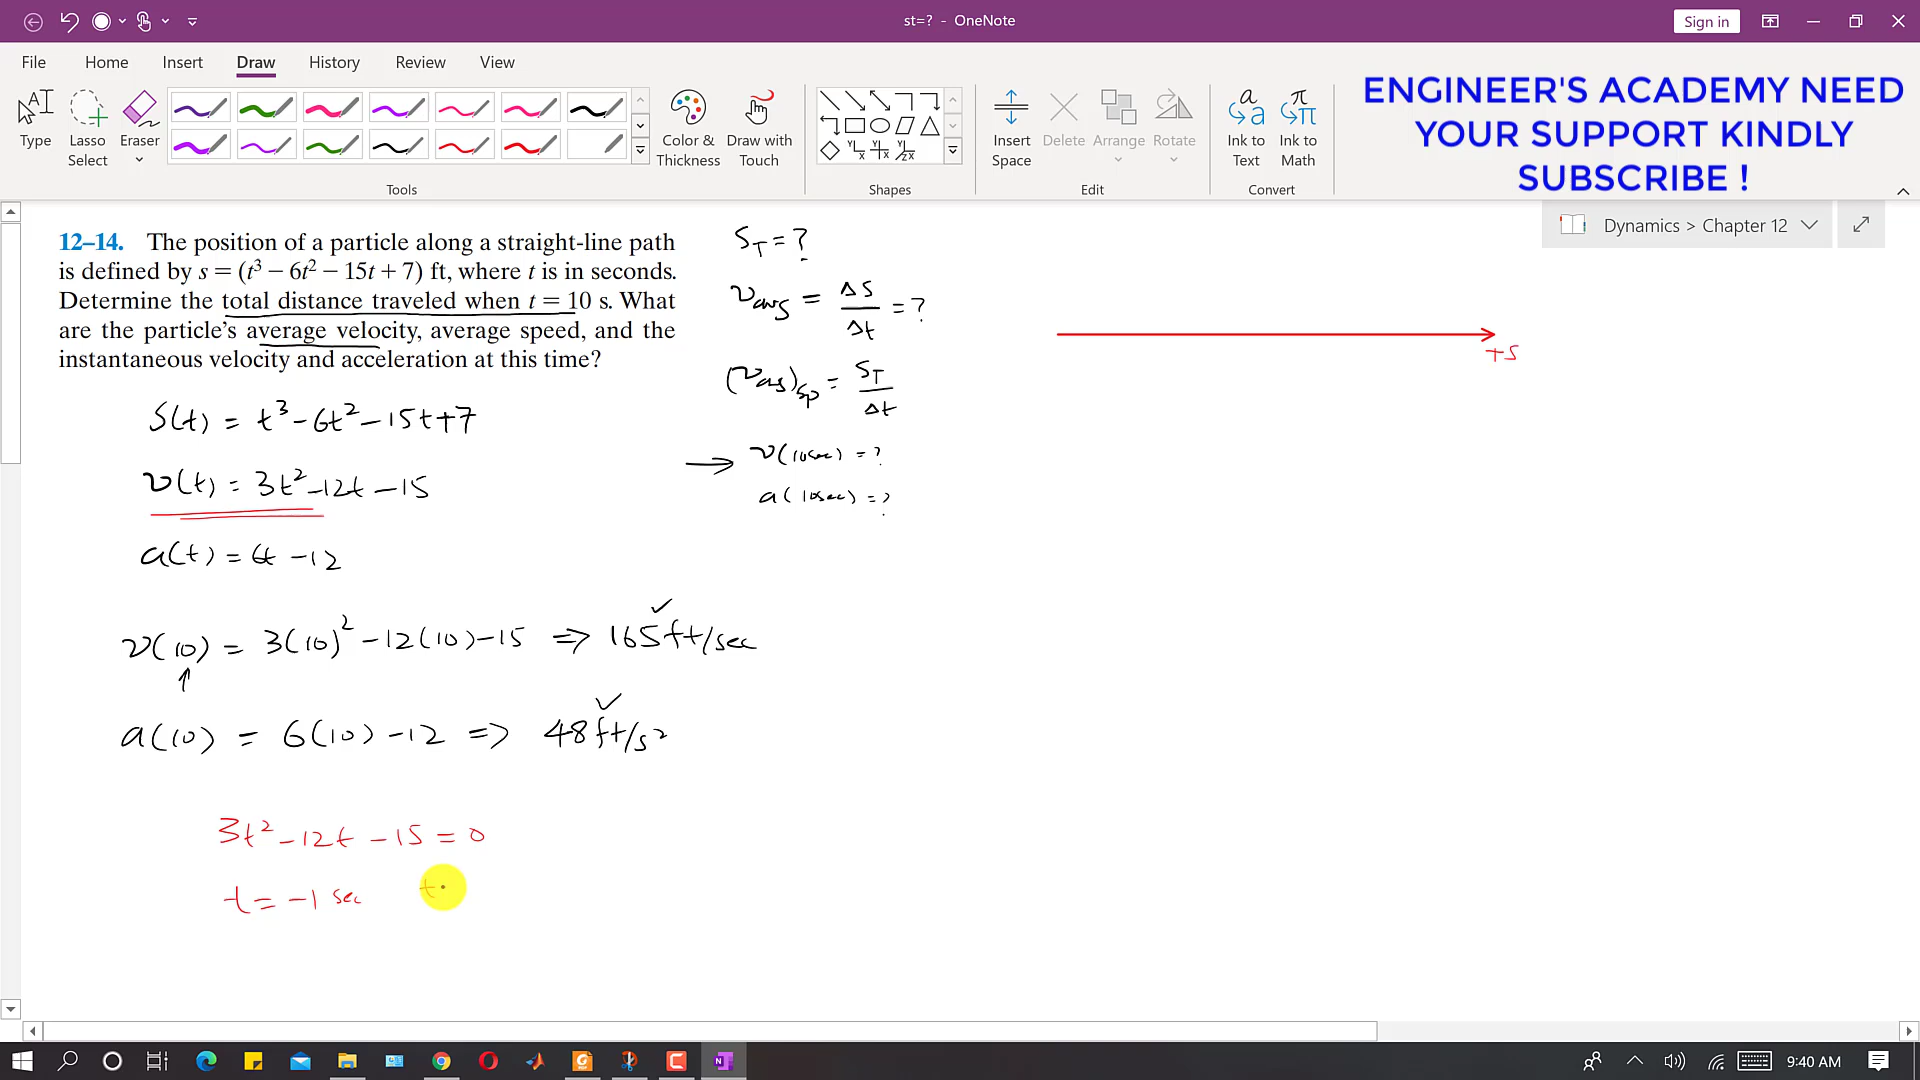 st=? - OneNote
Sign in
File Home Insert Draw History Review View
Type
Lasso Select
Eraser
Color & Thickness
Draw with Touch
Insert Space
Delete
Arrange
Rotate
Ink to Text
Ink to Math
Tools
Shapes
Edit
Convert
ENGINEER'S ACADEMY NEED
YOUR SUPPORT KINDLY
SUBSCRIBE !
Dynamics > Chapter 12
12–14. The position of a particle along a straight-line path
is defined by s = (t³ − 6t² − 15t + 7) ft, where t is in seconds.
Determine the total distance traveled when t = 10 s. What
are the particle's average velocity, average speed, and the
instantaneous velocity and acceleration at this time?
S_T = ?
v_avg = ΔS/Δt = ?
(v_avg)_sp = S_T/Δt
→ v(10sec) = ?
a(10sec) = ?
+s
S(t) = t³ - 6t² - 15t + 7
v(t) = 3t² - 12t - 15
a(t) = 6t - 12
v(10) = 3(10)² - 12(10) - 15 ⇒ 165 ft/sec ✓
↑
a(10) = 6(10) - 12 ⇒ 48 ft/s² ✓
3t² - 12t - 15 = 0
t = -1 sec t
9:40 AM